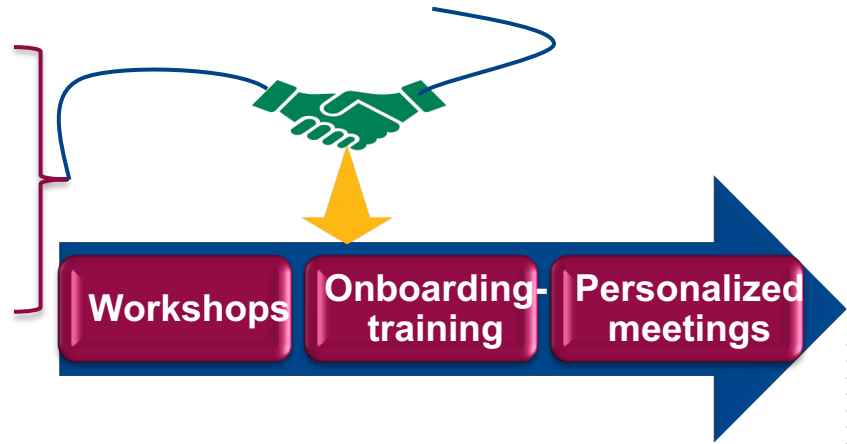 Workshops
Onboarding-
training
Personalized
meetings